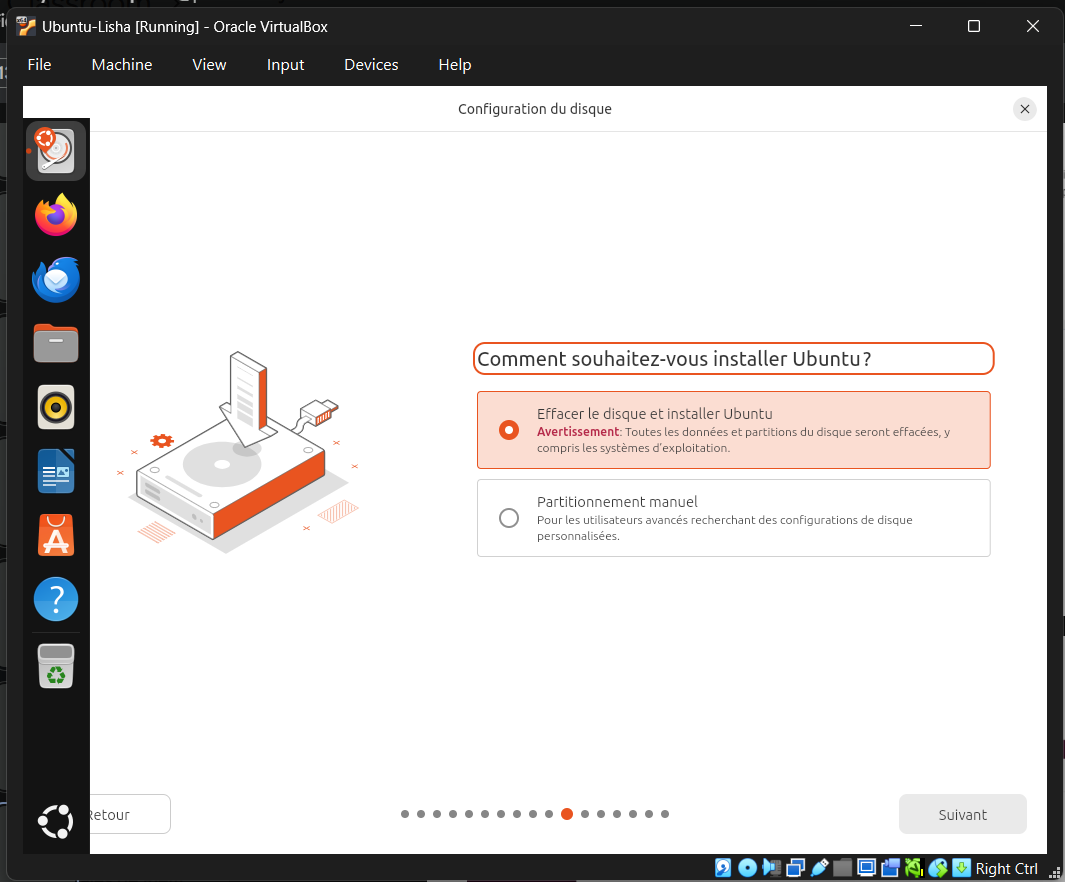 Ubuntu-Lisha [Running] - Oracle VirtualBox
File Machine View Input Devices Help
Configuration du disque
Comment souhaitez-vous installer Ubuntu ?
Effacer le disque et installer Ubuntu
Avertissement: Toutes les données et partitions du disque seront effacées, y
compris les systèmes d'exploitation.
Partitionnement manuel
Pour les utilisateurs avancés recherchant des configurations de disque
personnalisées.
Retour
Suivant
Right Ctrl